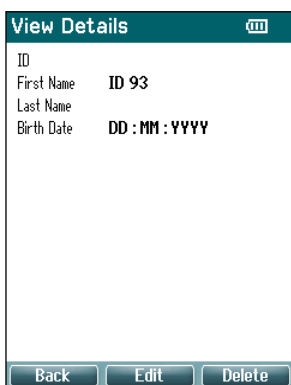 View Details
ID
First Name ID 93
Last Name
Birth Date DD : MM : YYYY
Back Edit Delete